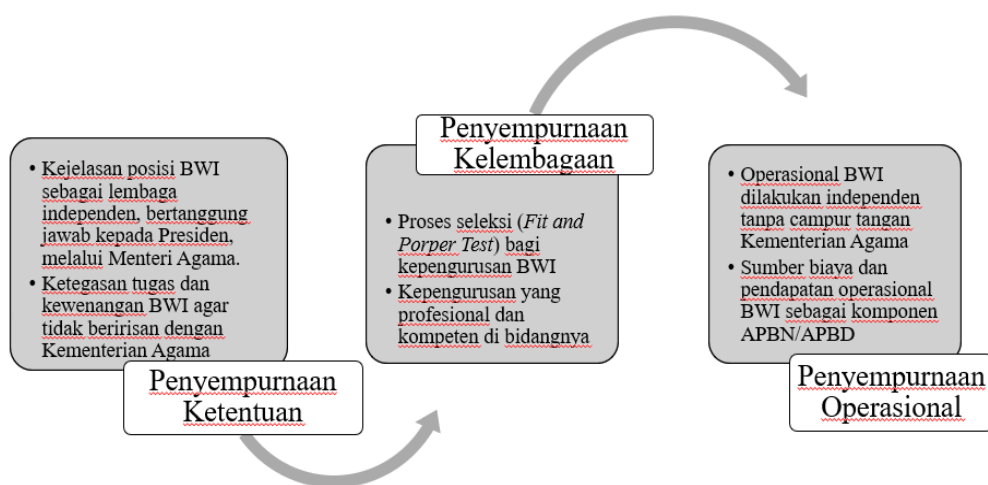 • Kejelasan posisi BWI
sebagai lembaga
independen, bertanggung
jawab kepada Presiden,
melalui Menteri Agama.
• Ketegasan tugas dan
kewenangan BWI agar
tidak beririsan dengan
Kementerian Agama
Penyempurnaan
Ketentuan
Penyempurnaan
Kelembagaan
• Proses seleksi (Fit and
Porper Test) bagi
kepengurusan BWI
• Kepengurusan yang
profesional dan
kompeten di bidangnya
• Operasional BWI
dilakukan independen
tanpa campur tangan
Kementerian Agama
• Sumber biaya dan
pendapatan operasional
BWI sebagai komponen
APBN/APBD
Penyempurnaan
Operasional